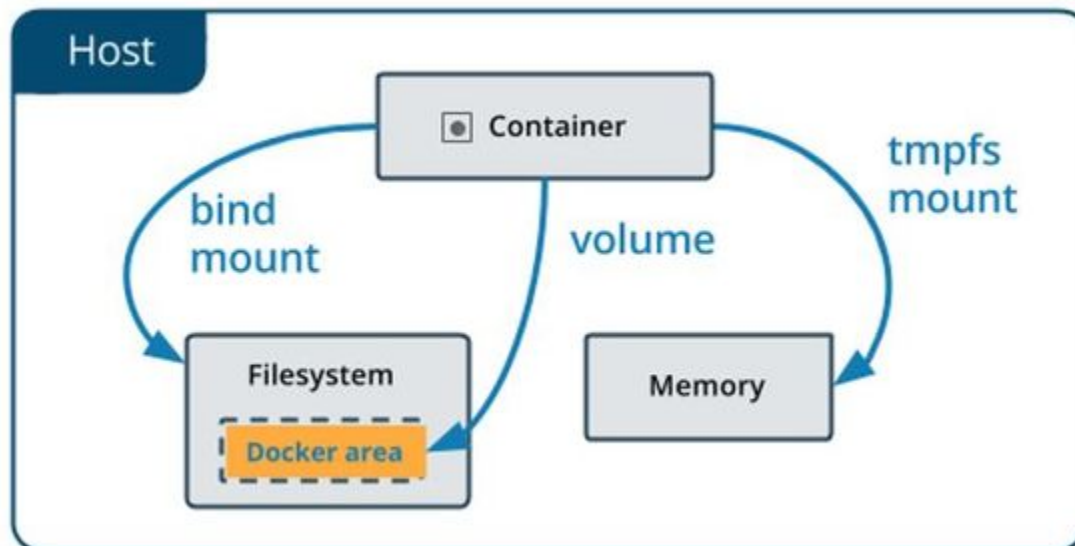 Host
Container
bind
mount
volume
tmpfs
mount
Filesystem
Docker area
Memory